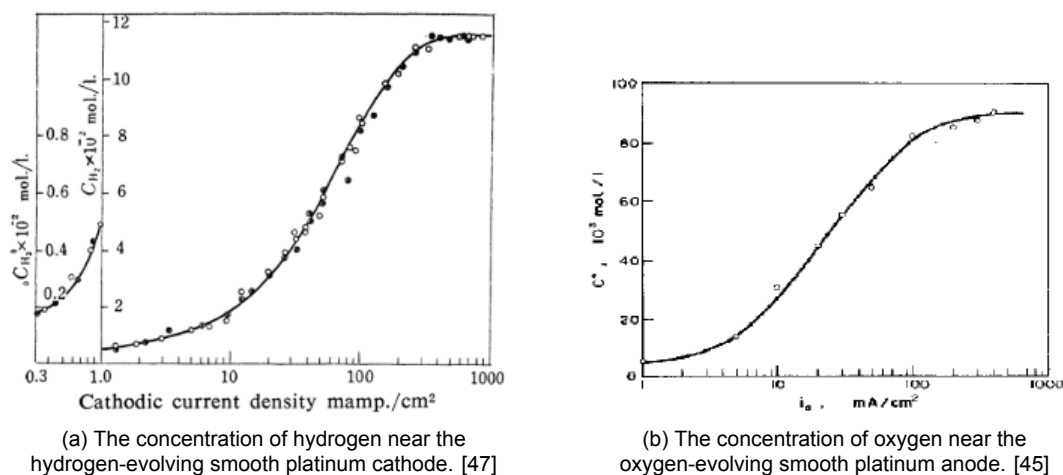 12
10
8
6
4
2
0.8
0.6
0.4
0.2
C_H₂ × 10⁻² mol./l.
₀C_H₂ˢ × 10⁻² mol./l.
0.3 1.0 10 100 1000
Cathodic current density mamp./cm²
(a) The concentration of hydrogen near the
hydrogen-evolving smooth platinum cathode. [47]
100
80
60
40
20
0
C* , 10⁻³ mol./l
1 10 100 1000
i_a , mA/cm²
(b) The concentration of oxygen near the
oxygen-evolving smooth platinum anode. [45]